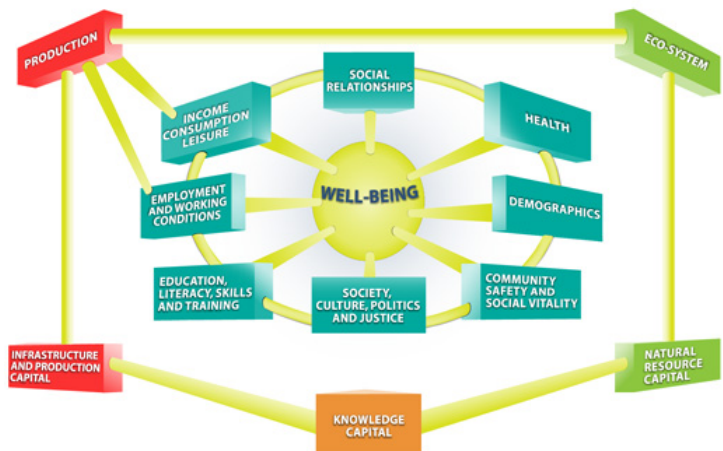 PRODUCTION
ECO-SYSTEM
SOCIAL
RELATIONSHIPS
INCOME
CONSUMPTION
LEISURE
HEALTH
WELL-BEING
EMPLOYMENT
AND WORKING
CONDITIONS
DEMOGRAPHICS
EDUCATION,
LITERACY, SKILLS
AND TRAINING
SOCIETY,
CULTURE, POLITICS
AND JUSTICE
COMMUNITY
SAFETY AND
SOCIAL VITALITY
INFRASTRUCTURE
AND PRODUCTION
CAPITAL
NATURAL
RESOURCE
CAPITAL
KNOWLEDGE
CAPITAL